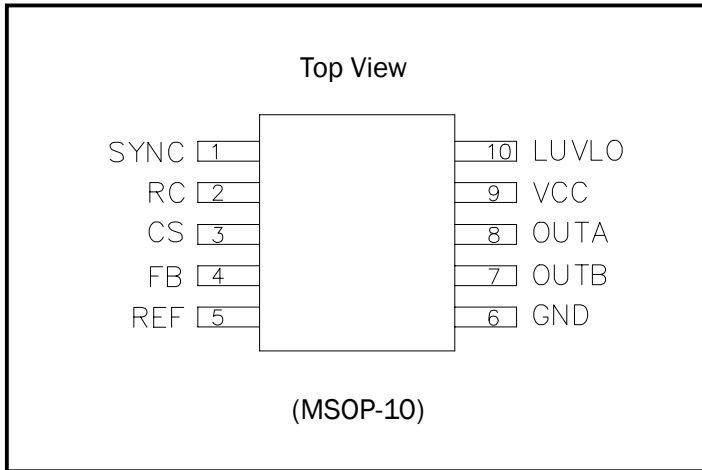 Top View
SYNC 1
RC 2
CS 3
FB 4
REF 5
10 LUVLO
9 VCC
8 OUTA
7 OUTB
6 GND
(MSOP-10)